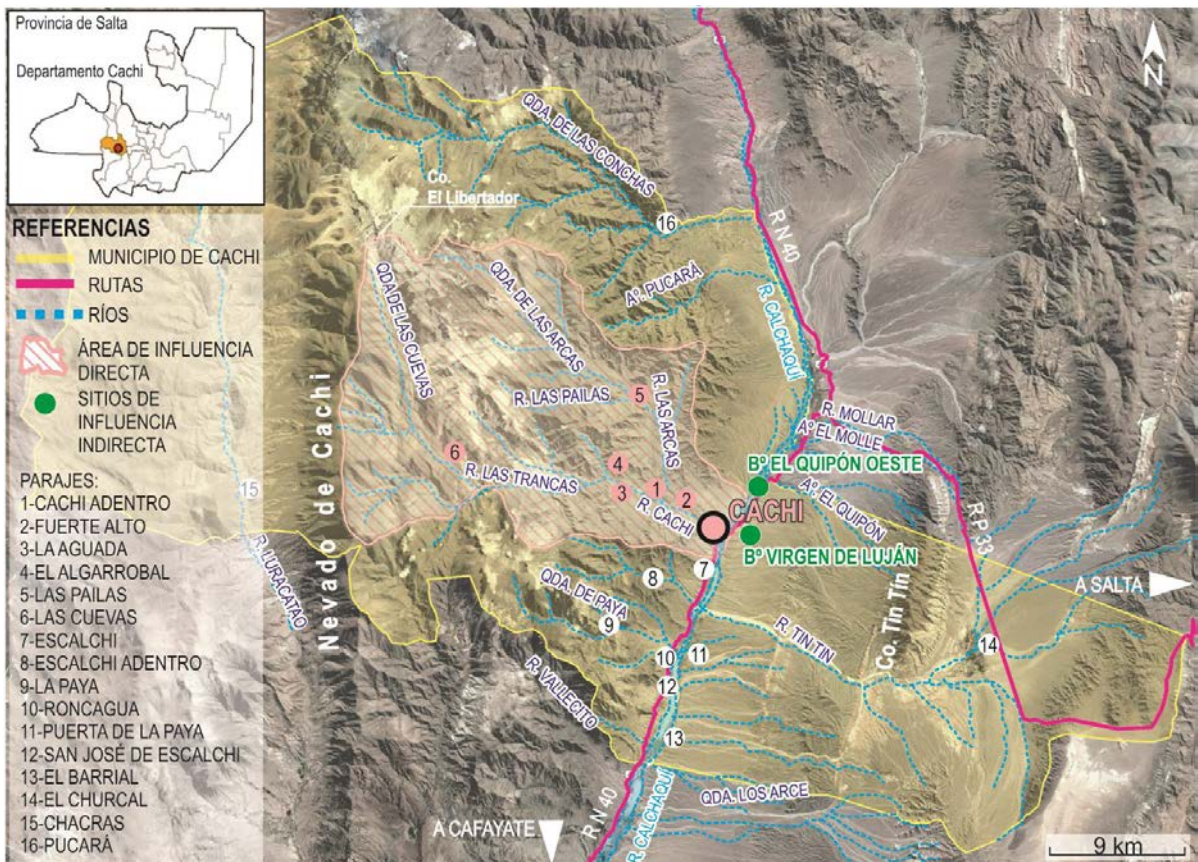 Provincia de Salta
Departamento Cachi
REFERENCIAS
MUNICIPIO DE CACHI
RUTAS
RÍOS
ÁREA DE INFLUENCIA
DIRECTA
SITIOS DE
INFLUENCIA
INDIRECTA
PARAJES:
1-CACHI ADENTRO
2-FUERTE ALTO
3-LA AGUADA
4-EL ALGARROBAL
5-LAS PAILAS
6-LAS CUEVAS
7-ESCALCHI
8-ESCALCHI ADENTRO
9-LA PAYA
10-RONCAGUA
11-PUERTA DE LA PAYA
12-SAN JOSÉ DE ESCALCHI
13-EL BARRIAL
14-EL CHURCAL
15-CHACRAS
16-PUCARÁ
N
QDA. DE LAS CONCHAS
Co.
El Libertador
16
R N 40
Aº. PUCARÁ
R. CALCHAQUÍ
QDA DE LAS CUEVAS
QDA. DE LAS ARCAS
R. LAS PAILAS
5
R. LAS ARCAS
R. MOLLAR
Aº EL MOLLE
6
R. LAS TRANCAS
4
3
1
2
R. CACHI
Bº EL QUIPÓN OESTE
CACHI
Aº. EL QUIPÓN
Bº VIRGEN DE LUJÁN
R.P 33
15
R. LURACATAO
Nevado de Cachi
7
8
QDA. DE PAYA
9
A SALTA
Co. Tin Tin
R. TINTIN
14
10
11
R. VALLECITO
12
13
QDA. LOS ARCE
R N 40
R. CALCHAQUÍ
A CAFAYATE
9 km